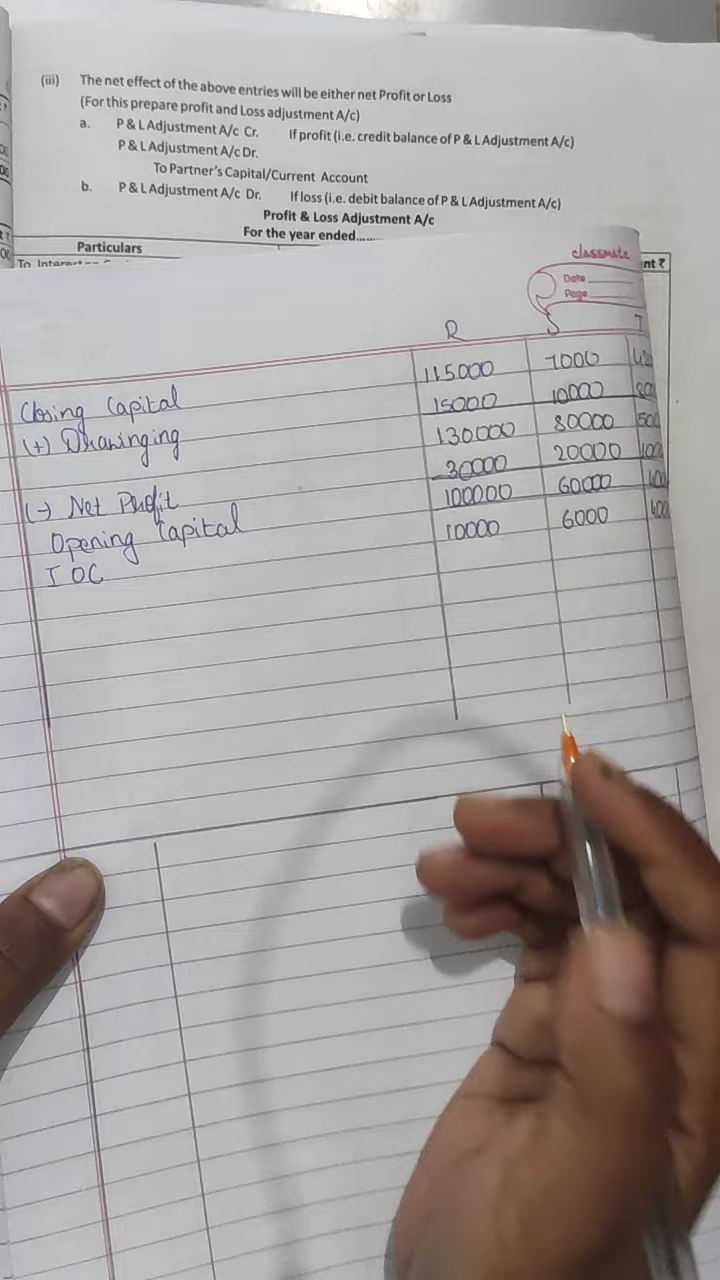 (iii) The net effect of the above entries will be either net Profit or Loss
(For this prepare profit and Loss adjustment A/c)
a. P & L Adjustment A/c Cr. If profit (i.e. credit balance of P & L Adjustment A/c)
P & L Adjustment A/c Dr.
To Partner's Capital/Current Account
b. P & L Adjustment A/c Dr. If loss (i.e. debit balance of P & L Adjustment A/c)
Profit & Loss Adjustment A/c
For the year ended......
Particulars nt ₹
To Interest
classmate
Date
Page
R S T
Closing Capital 115000 7000
(+) Drawinging 15000 10000
130000 80000
(-) Net Profit 30000 20000
Opening Capital 100000 60000
IOC 10000 6000